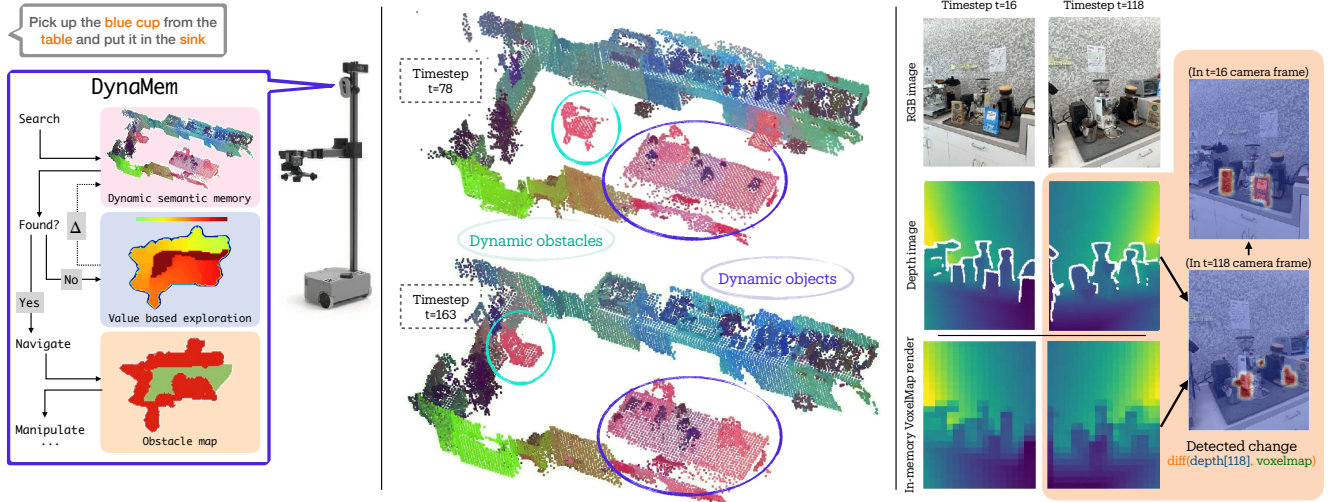 Pick up the blue cup from the
table and put it in the sink
DynaMem
Search
Dynamic semantic memory
Found?
Δ
No
Value based exploration
Yes
Navigate
Manipulate
...
Obstacle map
Timestep
t=78
Dynamic obstacles
Dynamic objects
Timestep
t=163
Timestep t=16
Timestep t=118
RGB image
Depth image
In-memory VoxelMap render
(In t=16 camera frame)
(In t=118 camera frame)
Detected change
diff(depth[118], voxelmap)